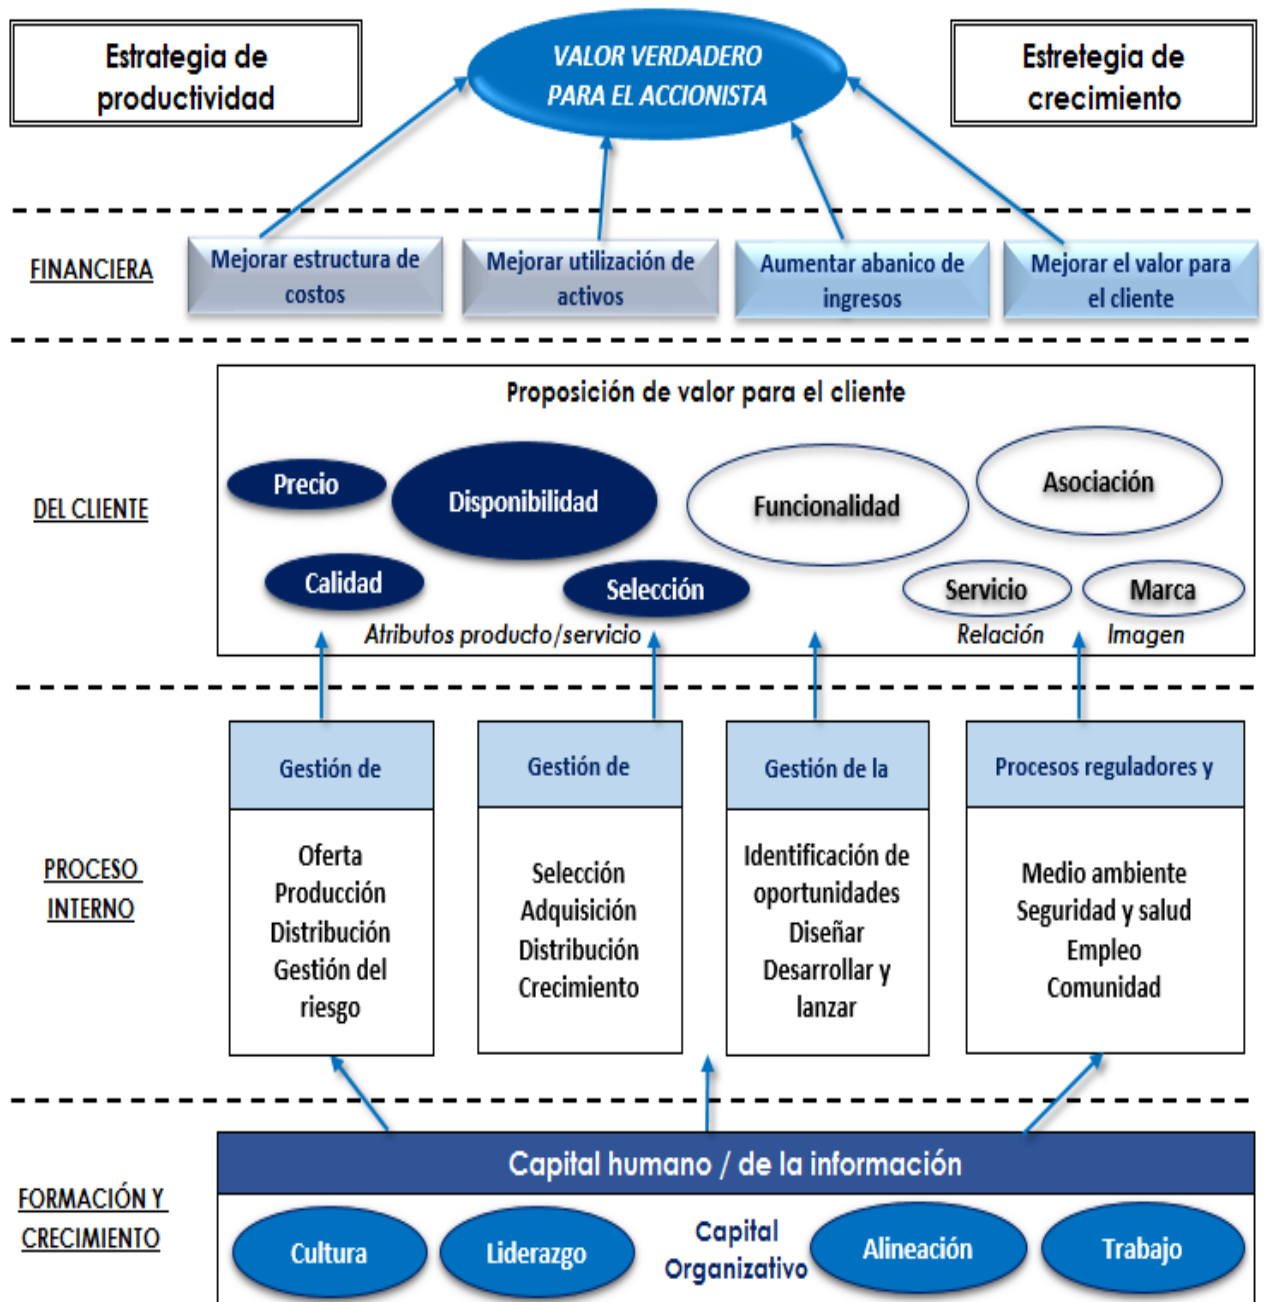 Estrategia de
productividad
VALOR VERDADERO
PARA EL ACCIONISTA
Estretegia de
crecimiento
FINANCIERA
Mejorar estructura de
costos
Mejorar utilización de
activos
Aumentar abanico de
ingresos
Mejorar el valor para
el cliente
DEL CLIENTE
Proposición de valor para el cliente
Precio
Disponibilidad
Funcionalidad
Asociación
Calidad
Selección
Servicio
Marca
Atributos producto/servicio
Relación
Imagen
PROCESO
INTERNO
Gestión de
Oferta
Producción
Distribución
Gestión del
riesgo
Gestión de
Selección
Adquisición
Distribución
Crecimiento
Gestión de la
Identificación de
oportunidades
Diseñar
Desarrollar y
lanzar
Procesos reguladores y
Medio ambiente
Seguridad y salud
Empleo
Comunidad
FORMACIÓN Y
CRECIMIENTO
Capital humano / de la información
Cultura
Liderazgo
Capital
Organizativo
Alineación
Trabajo